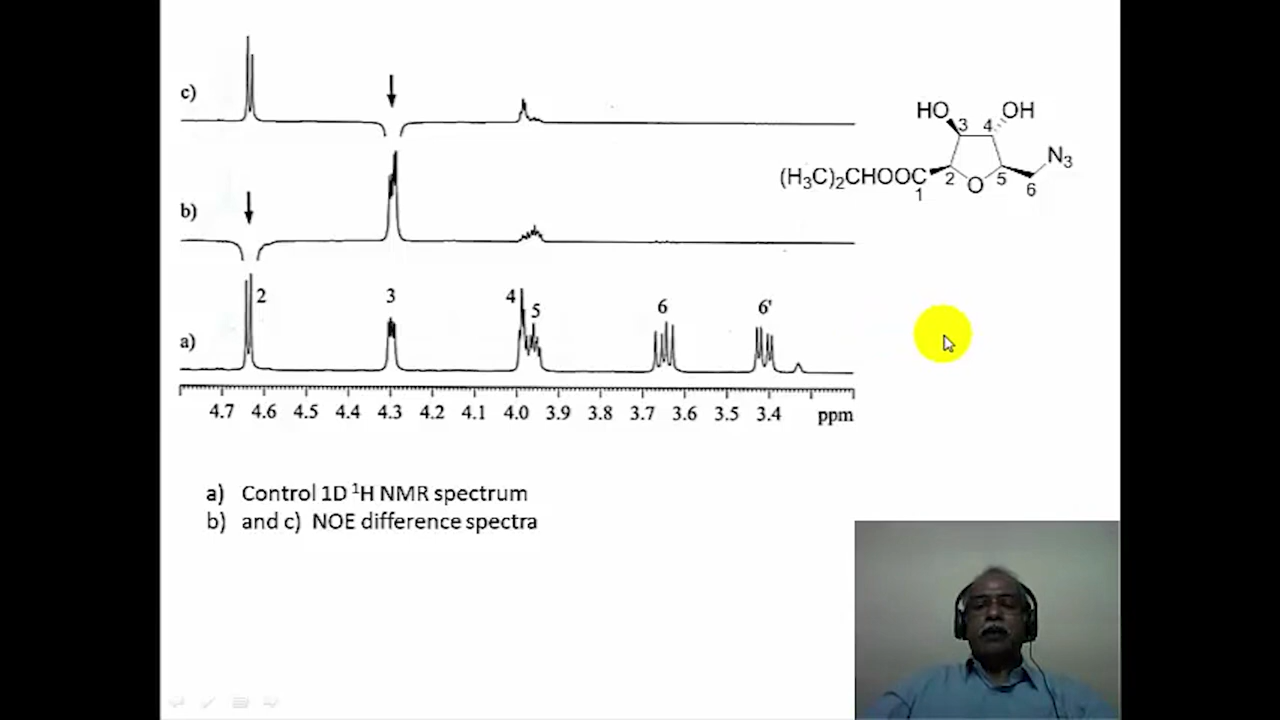 c)
b)
a)
2
3
4
5
6
6'
4.7 4.6 4.5 4.4 4.3 4.2 4.1 4.0 3.9 3.8 3.7 3.6 3.5 3.4 ppm
HO OH
3 4
N₃
(H₃C)₂CHOOC 2 O 5
1 6
a) Control 1D ¹H NMR spectrum
b) and c) NOE difference spectra